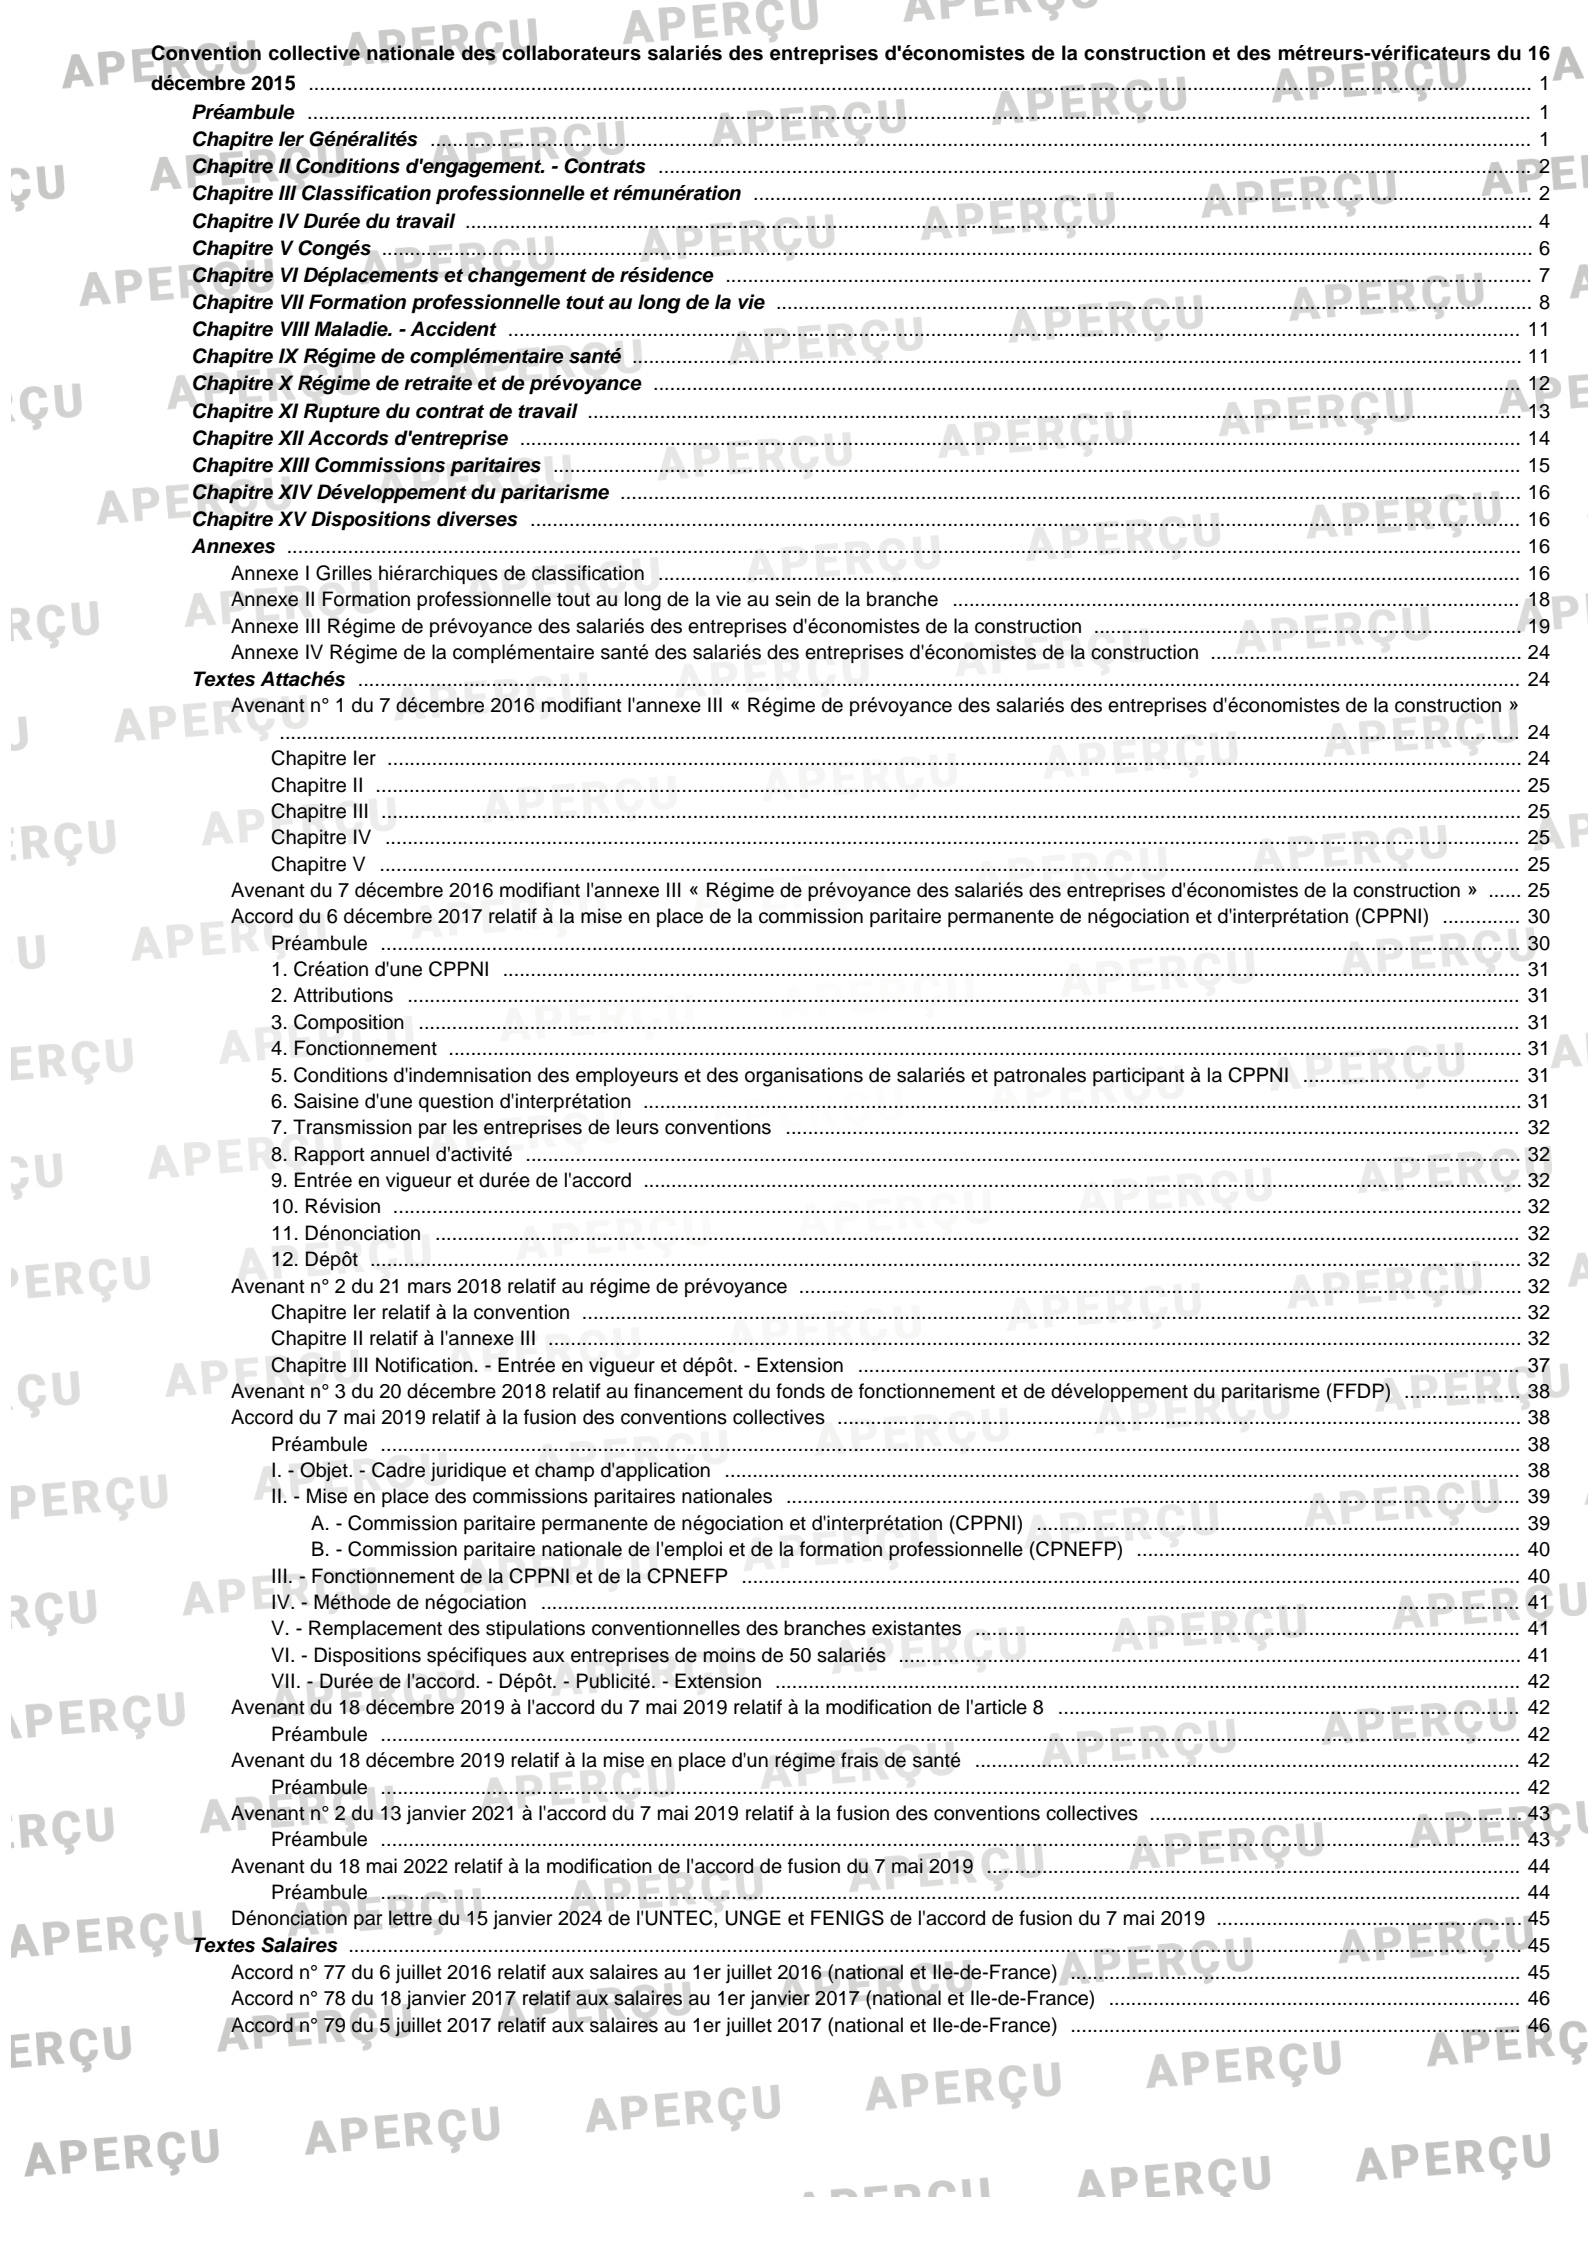 Convention collective nationale des collaborateurs salariés des entreprises d'économistes de la construction et des métreurs-vérificateurs du 16
décembre 2015 ........ 1
Préambule ........ 1
Chapitre Ier Généralités ........ 1
Chapitre II Conditions d'engagement. - Contrats ........ 2
Chapitre III Classification professionnelle et rémunération ........ 2
Chapitre IV Durée du travail ........ 4
Chapitre V Congés ........ 6
Chapitre VI Déplacements et changement de résidence ........ 7
Chapitre VII Formation professionnelle tout au long de la vie ........ 8
Chapitre VIII Maladie. - Accident ........ 11
Chapitre IX Régime de complémentaire santé ........ 11
Chapitre X Régime de retraite et de prévoyance ........ 12
Chapitre XI Rupture du contrat de travail ........ 13
Chapitre XII Accords d'entreprise ........ 14
Chapitre XIII Commissions paritaires ........ 15
Chapitre XIV Développement du paritarisme ........ 16
Chapitre XV Dispositions diverses ........ 16
Annexes ........ 16
Annexe I Grilles hiérarchiques de classification ........ 16
Annexe II Formation professionnelle tout au long de la vie au sein de la branche ........ 18
Annexe III Régime de prévoyance des salariés des entreprises d'économistes de la construction ........ 19
Annexe IV Régime de la complémentaire santé des salariés des entreprises d'économistes de la construction ........ 24
Textes Attachés ........ 24
Avenant n° 1 du 7 décembre 2016 modifiant l'annexe III « Régime de prévoyance des salariés des entreprises d'économistes de la construction »
........ 24
Chapitre Ier ........ 24
Chapitre II ........ 25
Chapitre III ........ 25
Chapitre IV ........ 25
Chapitre V ........ 25
Avenant du 7 décembre 2016 modifiant l'annexe III « Régime de prévoyance des salariés des entreprises d'économistes de la construction » ...... 25
Accord du 6 décembre 2017 relatif à la mise en place de la commission paritaire permanente de négociation et d'interprétation (CPPNI) ........ 30
Préambule ........ 30
1. Création d'une CPPNI ........ 31
2. Attributions ........ 31
3. Composition ........ 31
4. Fonctionnement ........ 31
5. Conditions d'indemnisation des employeurs et des organisations de salariés et patronales participant à la CPPNI ........ 31
6. Saisine d'une question d'interprétation ........ 31
7. Transmission par les entreprises de leurs conventions ........ 32
8. Rapport annuel d'activité ........ 32
9. Entrée en vigueur et durée de l'accord ........ 32
10. Révision ........ 32
11. Dénonciation ........ 32
12. Dépôt ........ 32
Avenant n° 2 du 21 mars 2018 relatif au régime de prévoyance ........ 32
Chapitre Ier relatif à la convention ........ 32
Chapitre II relatif à l'annexe III ........ 32
Chapitre III Notification. - Entrée en vigueur et dépôt. - Extension ........ 37
Avenant n° 3 du 20 décembre 2018 relatif au financement du fonds de fonctionnement et de développement du paritarisme (FFDP) ........ 38
Accord du 7 mai 2019 relatif à la fusion des conventions collectives ........ 38
Préambule ........ 38
I. - Objet. - Cadre juridique et champ d'application ........ 38
II. - Mise en place des commissions paritaires nationales ........ 39
A. - Commission paritaire permanente de négociation et d'interprétation (CPPNI) ........ 39
B. - Commission paritaire nationale de l'emploi et de la formation professionnelle (CPNEFP) ........ 40
III. - Fonctionnement de la CPPNI et de la CPNEFP ........ 40
IV. - Méthode de négociation ........ 41
V. - Remplacement des stipulations conventionnelles des branches existantes ........ 41
VI. - Dispositions spécifiques aux entreprises de moins de 50 salariés ........ 41
VII. - Durée de l'accord. - Dépôt. - Publicité. - Extension ........ 42
Avenant du 18 décembre 2019 à l'accord du 7 mai 2019 relatif à la modification de l'article 8 ........ 42
Préambule ........ 42
Avenant du 18 décembre 2019 relatif à la mise en place d'un régime frais de santé ........ 42
Préambule ........ 42
Avenant n° 2 du 13 janvier 2021 à l'accord du 7 mai 2019 relatif à la fusion des conventions collectives ........ 43
Préambule ........ 43
Avenant du 18 mai 2022 relatif à la modification de l'accord de fusion du 7 mai 2019 ........ 44
Préambule ........ 44
Dénonciation par lettre du 15 janvier 2024 de l'UNTEC, UNGE et FENIGS de l'accord de fusion du 7 mai 2019 ........ 45
Textes Salaires ........ 45
Accord n° 77 du 6 juillet 2016 relatif aux salaires au 1er juillet 2016 (national et Ile-de-France) ........ 45
Accord n° 78 du 18 janvier 2017 relatif aux salaires au 1er janvier 2017 (national et Ile-de-France) ........ 46
Accord n° 79 du 5 juillet 2017 relatif aux salaires au 1er juillet 2017 (national et Ile-de-France) ........ 46
APERÇU